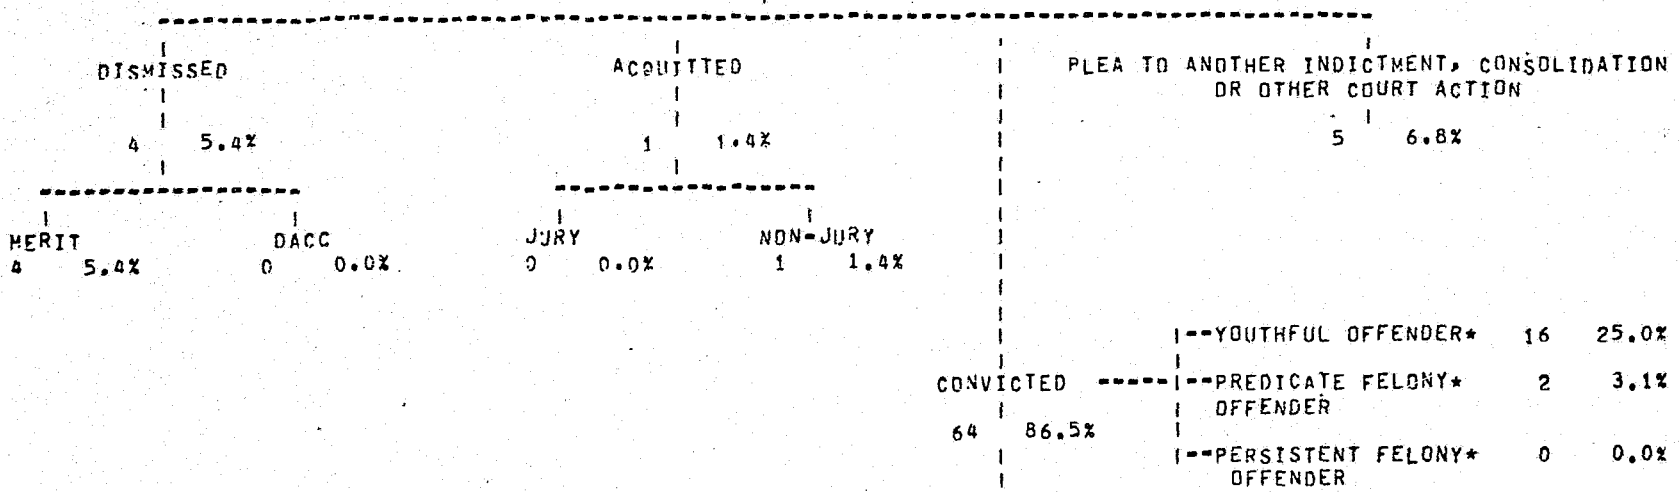 DISMISSED
4 5.4%
MERIT
4 5.4%
DACC
0 0.0%
ACQUITTED
1 1.4%
JURY
0 0.0%
NON-JURY
1 1.4%
PLEA TO ANOTHER INDICTMENT, CONSOLIDATION
OR OTHER COURT ACTION
5 6.8%
CONVICTED
64 86.5%
YOUTHFUL OFFENDER* 16 25.0%
PREDICATE FELONY* 2 3.1%
OFFENDER
PERSISTENT FELONY* 0 0.0%
OFFENDER